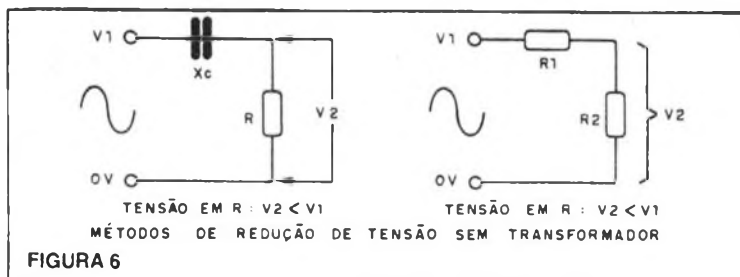 V1
Xc
R
V2
0V
TENSÃO EM R : V2 < V1
V1
R1
R2
V2
0V
TENSÃO EM R : V2 < V1
MÉTODOS DE REDUÇÃO DE TENSÃO SEM TRANSFORMADOR
FIGURA 6